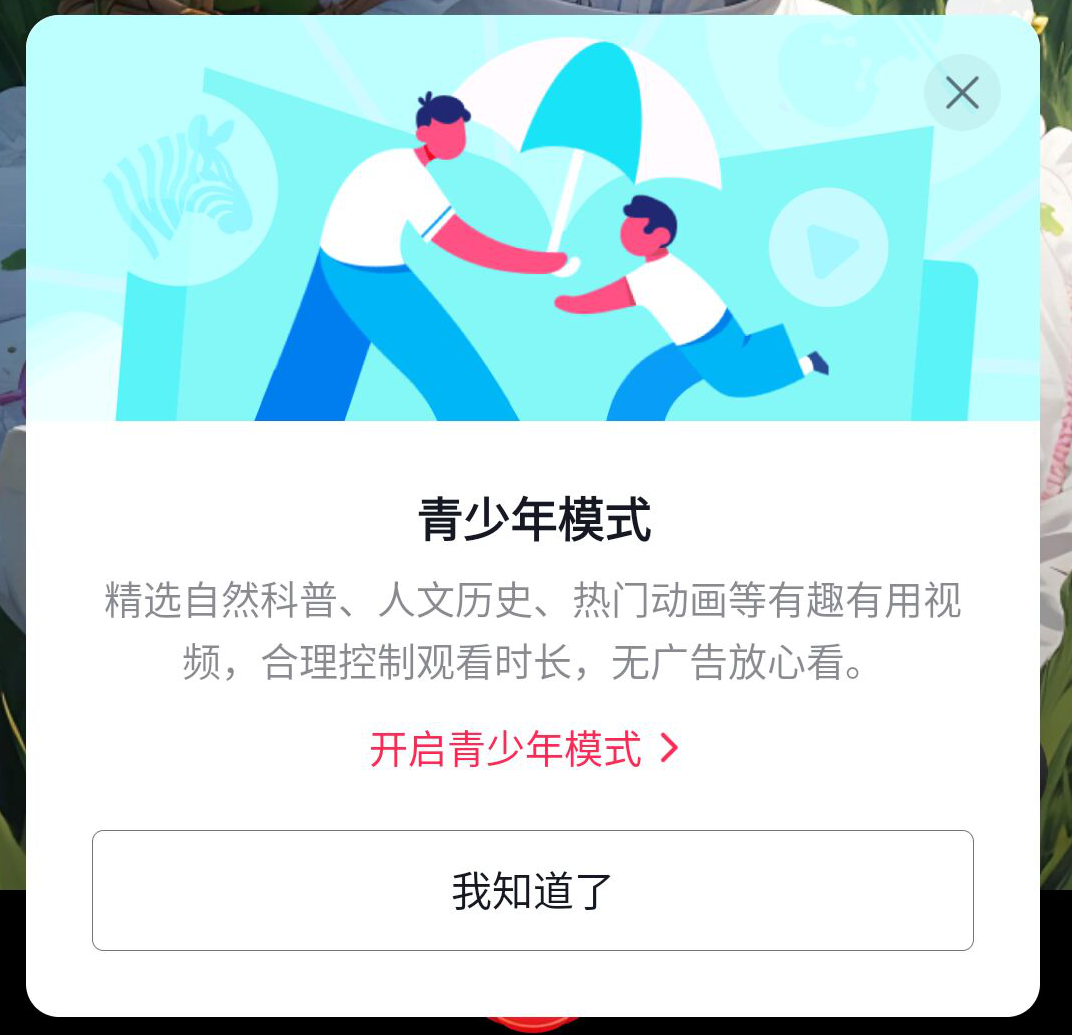 青少年模式
精选自然科普、人文历史、热门动画等有趣有用视
频，合理控制观看时长，无广告放心看。
开启青少年模式
我知道了